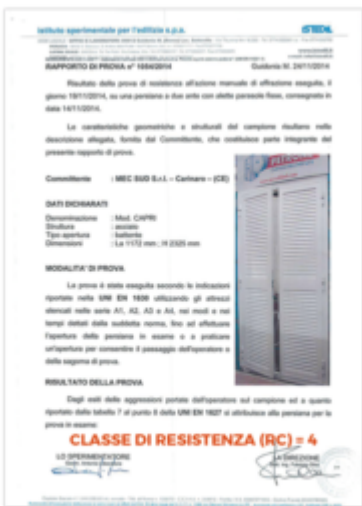 istituto sperimentale per l'edilizia s.p.a.
ISTEDIL
RAPPORTO DI PROVA n° 1004/2014 Guidonia M. 24/11/2014
Risultato della prova di resistenza all'azione manuale di effrazione eseguita, il
giorno 19/11/2014, su una persiana a due ante con alette parasole fisse, consegnata in
data 14/11/2014.
Le caratteristiche geometriche e strutturali del campione risultano nella
descrizione allegata, fornita dal Committente, che costituisce parte integrante del
presente rapporto di prova.
Committente : MEC SUD S.r.l. – Carinaro – (CE)
DATI DICHIARATI
Denominazione : Mod. CAPRI
Struttura : acciaio
Tipo apertura : battente
Dimensioni : La 1172 mm ; H 2325 mm
MODALITA' DI PROVA
La prova è stata eseguita secondo le indicazioni
riportate nella UNI EN 1630 utilizzando gli attrezzi
elencati nelle serie A1, A2, A3 e A4, nei modi e nei
tempi dettati dalla suddetta norma, fino ad effettuare
l'apertura della persiana in esame o a praticare
un'apertura per consentire il passaggio dell'operatore o
della sagoma di prova.
RISULTATO DELLA PROVA
Dagli esiti delle aggressioni portate dall'operatore sul campione ed a quanto
riportato dalla tabella 7 al punto 6 della UNI EN 1627 si attribuisce alla persiana per la
prova in esame:
CLASSE DI RESISTENZA (RC) = 4
LO SPERIMENTATORE LA DIREZIONE